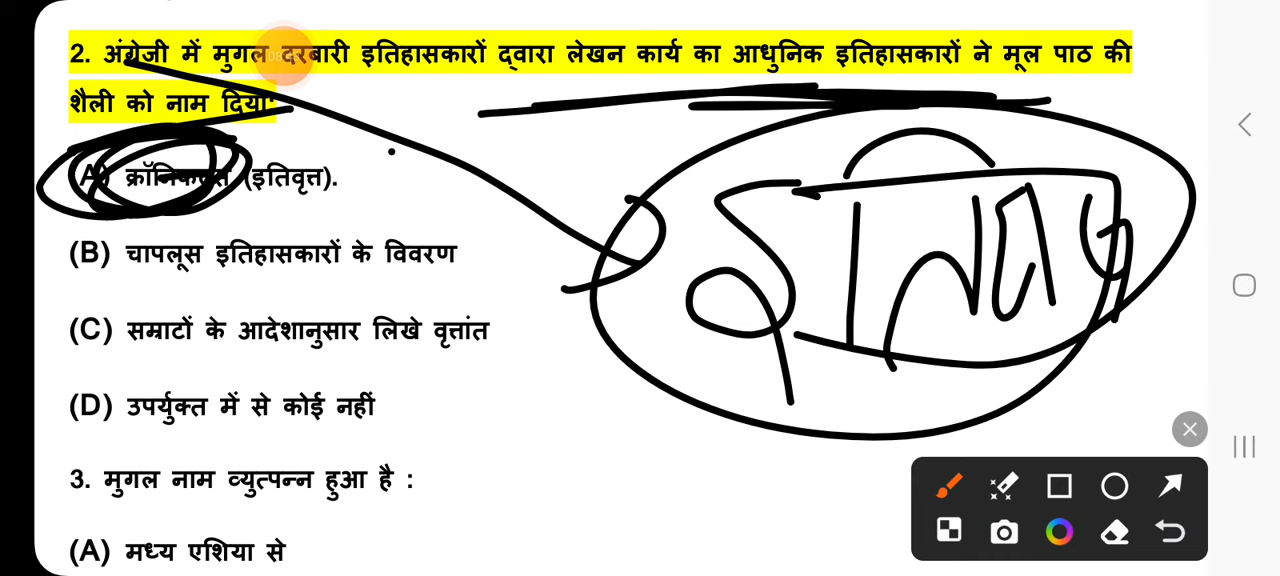 2. अंग्रेजी में मुगल दरबारी इतिहासकारों द्वारा लेखन कार्य का आधुनिक इतिहासकारों ने मूल पाठ की
शैली को नाम दिया
(A) (इतिवृत्त).
(B) चापलूस इतिहासकारों के विवरण
(C) सम्राटों के आदेशानुसार लिखे वृत्तांत
(D) उपर्युक्त में से कोई नहीं
3. मुगल नाम व्युत्पन्न हुआ है :
(A) मध्य एशिया से